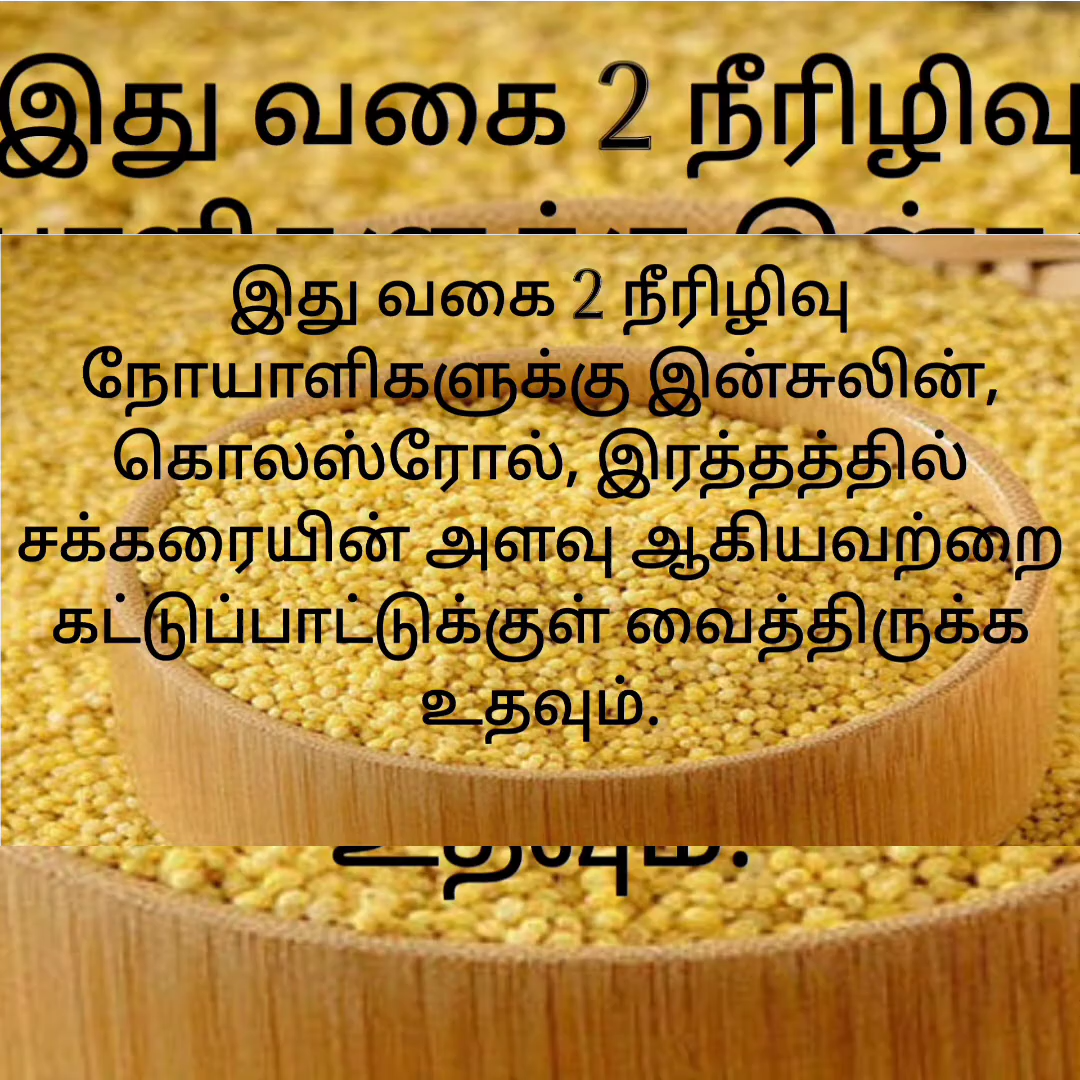 இது வகை 2 நீரிழிவு
இது வகை 2 நீரிழிவு
நோயாளிகளுக்கு இன்சுலின்,
கொலஸ்ரோல், இரத்தத்தில்
சக்கரையின் அளவு ஆகியவற்றை
கட்டுப்பாட்டுக்குள் வைத்திருக்க
உதவும்.